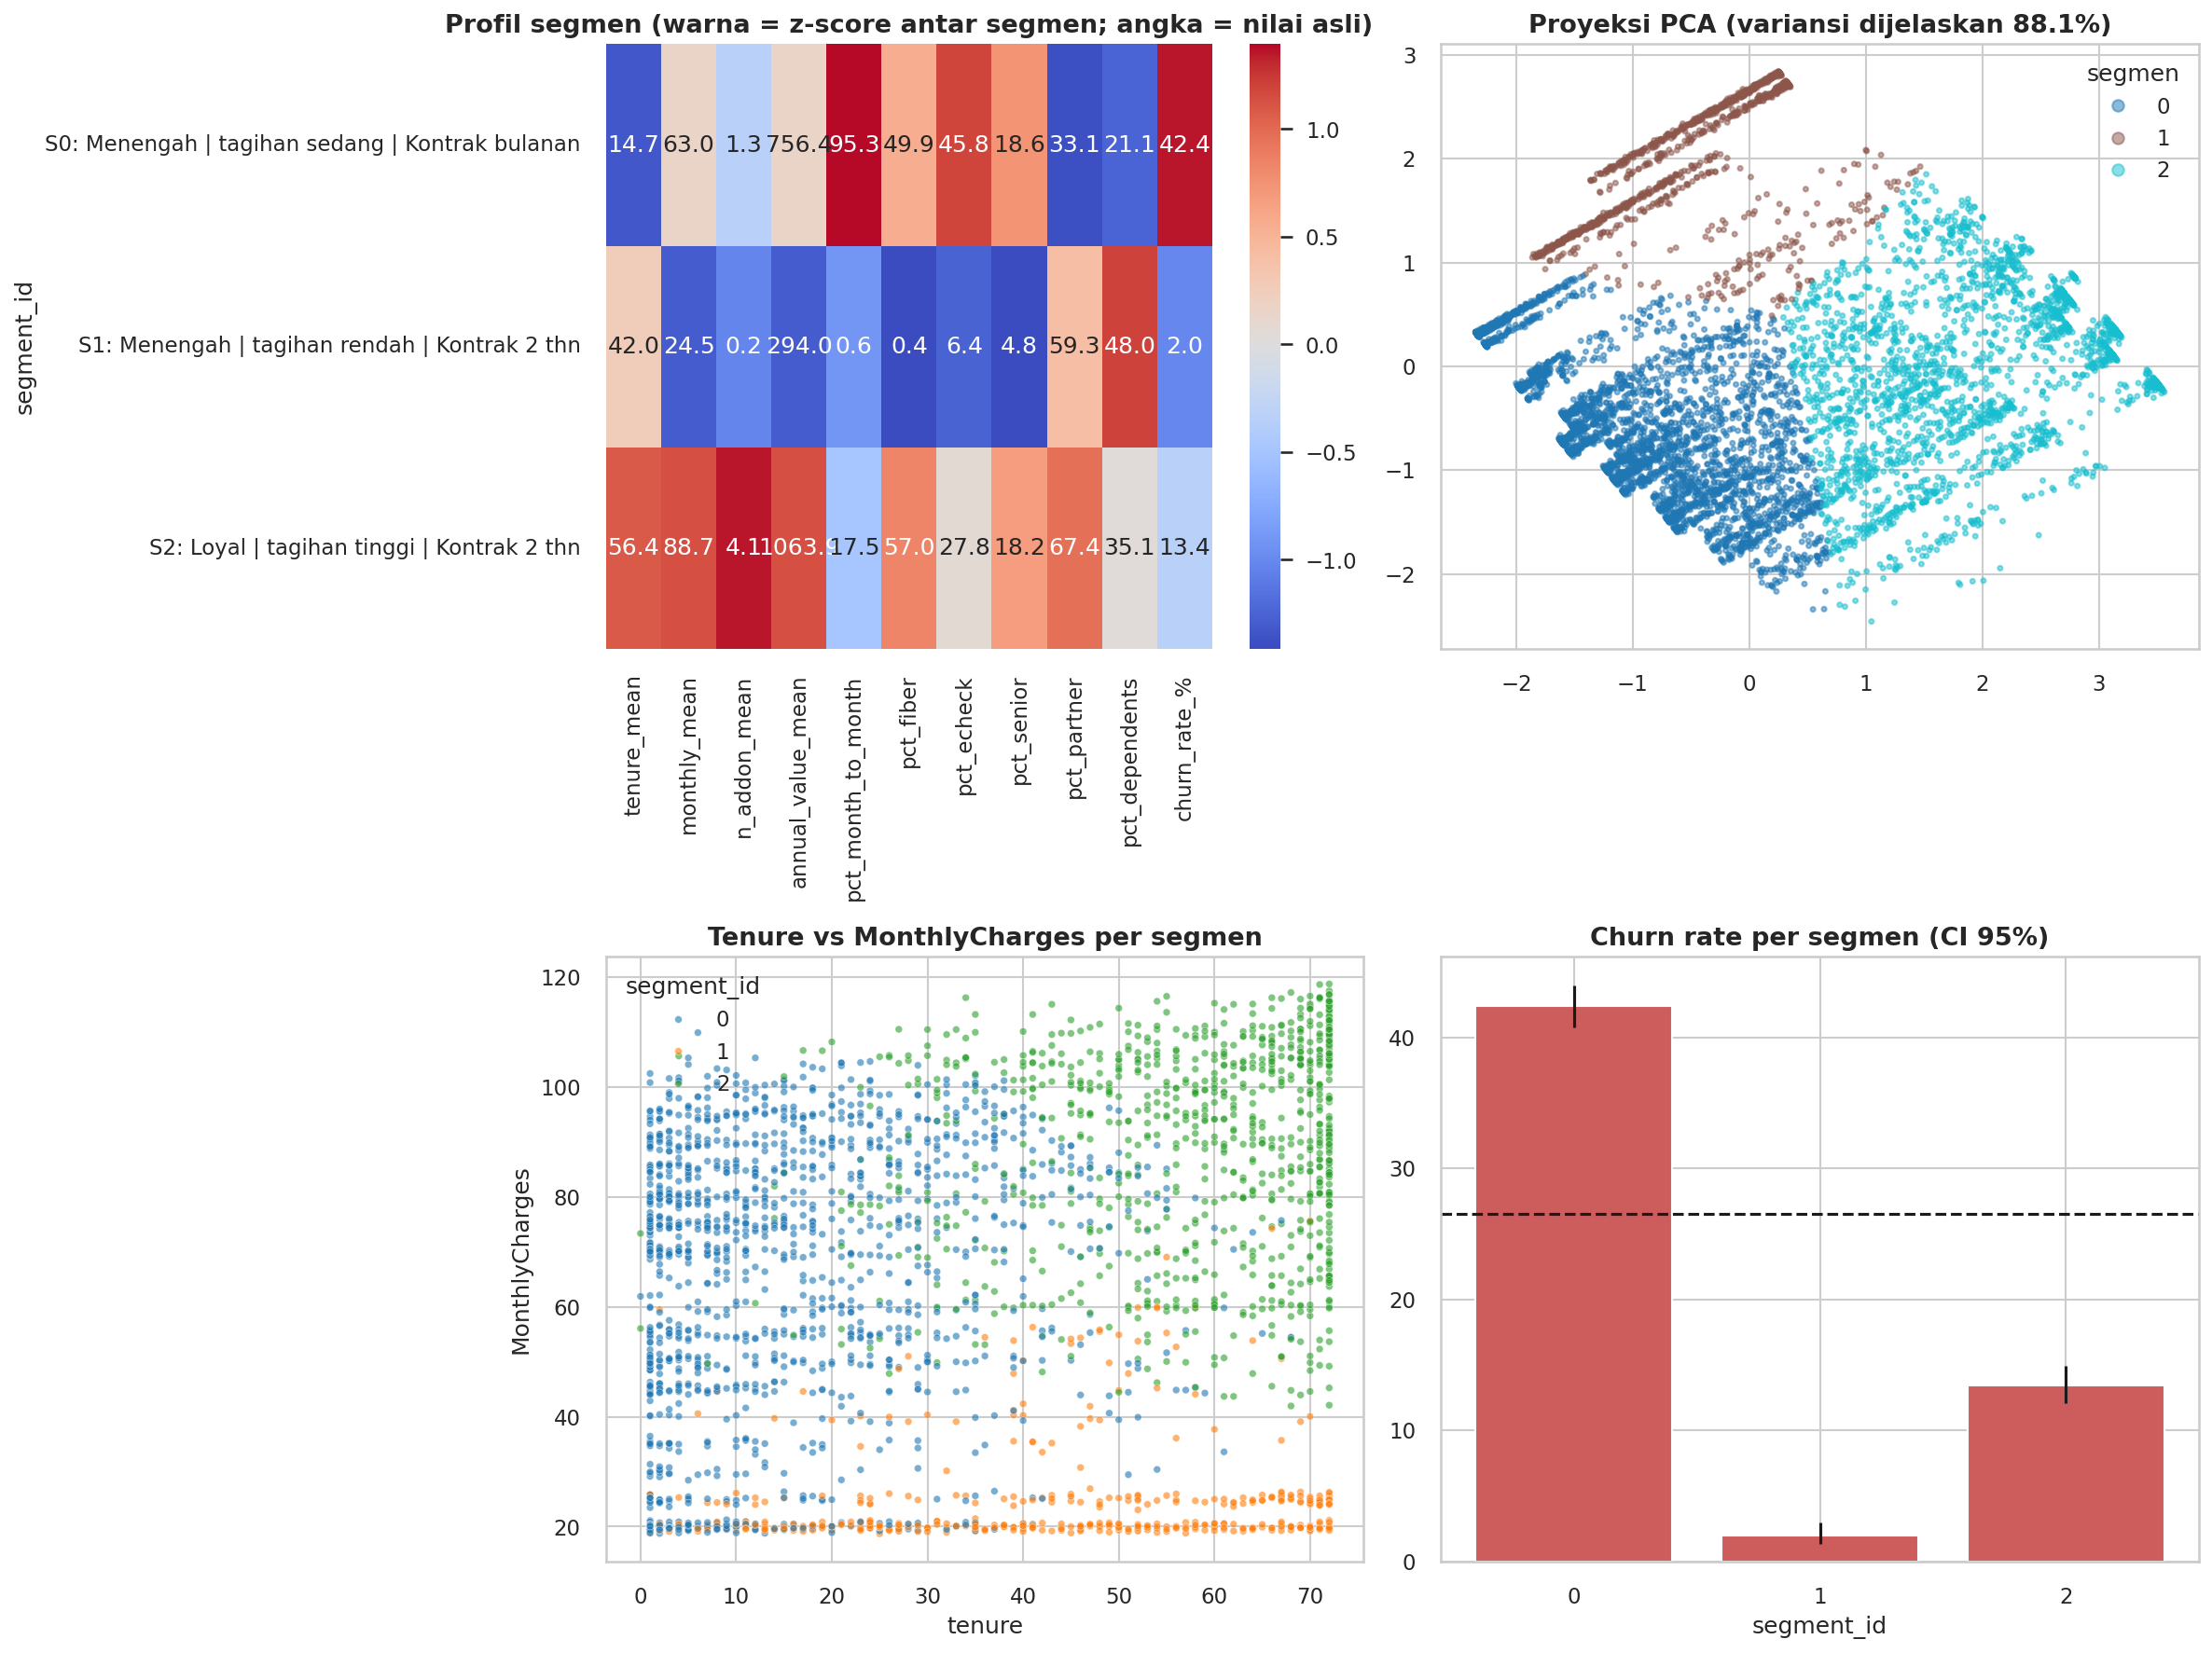 Profil segmen (warna = z-score antar segmen; angka = nilai asli)
segment_id
S0: Menengah | tagihan sedang | Kontrak bulanan
14.7 63.0 1.3 756.4 95.3 49.9 45.8 18.6 33.1 21.1 42.4
S1: Menengah | tagihan rendah | Kontrak 2 thn
42.0 24.5 0.2 294.0 0.6 0.4 6.4 4.8 59.3 48.0 2.0
S2: Loyal | tagihan tinggi | Kontrak 2 thn
56.4 88.7 4.1 1063.9 17.5 57.0 27.8 18.2 67.4 35.1 13.4
tenure_mean
monthly_mean
n_addon_mean
annual_value_mean
pct_month_to_month
pct_fiber
pct_echeck
pct_senior
pct_partner
pct_dependents
churn_rate_%
1.0
0.5
0.0
−0.5
−1.0
Proyeksi PCA (variansi dijelaskan 88.1%)
segmen
0
1
2
3
2
1
0
−1
−2
−2 −1 0 1 2 3
Tenure vs MonthlyCharges per segmen
segment_id
0
1
2
MonthlyCharges
120
100
80
60
40
20
0 10 20 30 40 50 60 70
tenure
Churn rate per segmen (CI 95%)
40
30
20
10
0
0 1 2
segment_id